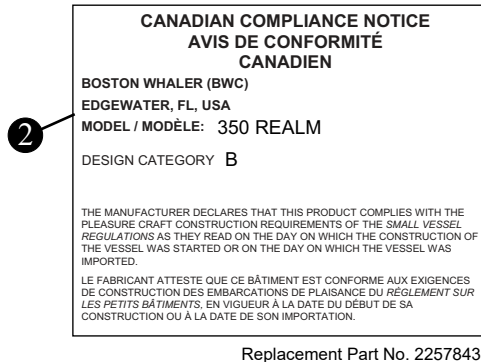 CANADIAN COMPLIANCE NOTICE
AVIS DE CONFORMITÉ
CANADIEN
BOSTON WHALER (BWC)
EDGEWATER, FL, USA
MODEL / MODÈLE: 350 REALM
DESIGN CATEGORY B
THE MANUFACTURER DECLARES THAT THIS PRODUCT COMPLIES WITH THE
PLEASURE CRAFT CONSTRUCTION REQUIREMENTS OF THE SMALL VESSEL
REGULATIONS AS THEY READ ON THE DAY ON WHICH THE CONSTRUCTION OF
THE VESSEL WAS STARTED OR ON THE DAY ON WHICH THE VESSEL WAS
IMPORTED.
LE FABRICANT ATTESTE QUE CE BÂTIMENT EST CONFORME AUX EXIGENCES
DE CONSTRUCTION DES EMBARCATIONS DE PLAISANCE DU RÈGLEMENT SUR
LES PETITS BÂTIMENTS, EN VIGUEUR À LA DATE DU DÉBUT DE SA
CONSTRUCTION OU À LA DATE DE SON IMPORTATION.
2
Replacement Part No. 2257843